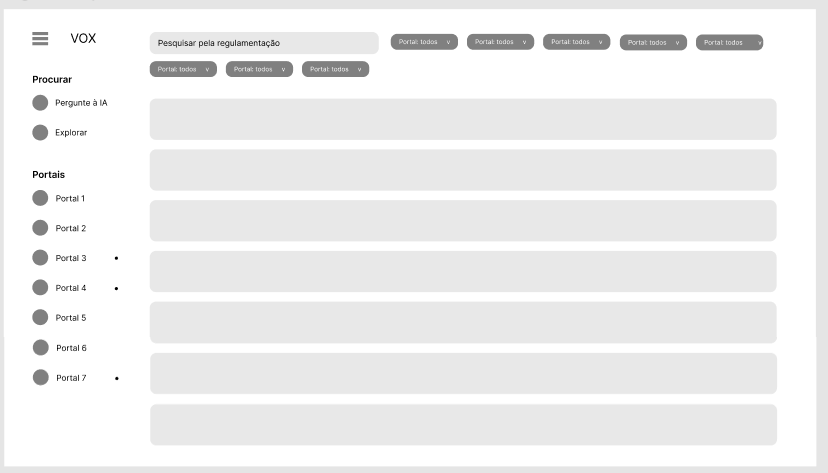 VOX
Pesquisar pela regulamentação
Portal: todos v
Portal: todos v
Portal: todos v
Portal: todos v
Portal: todos v
Portal: todos v
Portal: todos v
Portal: todos v
Procurar
Pergunte à IA
Explorar
Portais
Portal 1
Portal 2
Portal 3
Portal 4
Portal 5
Portal 6
Portal 7